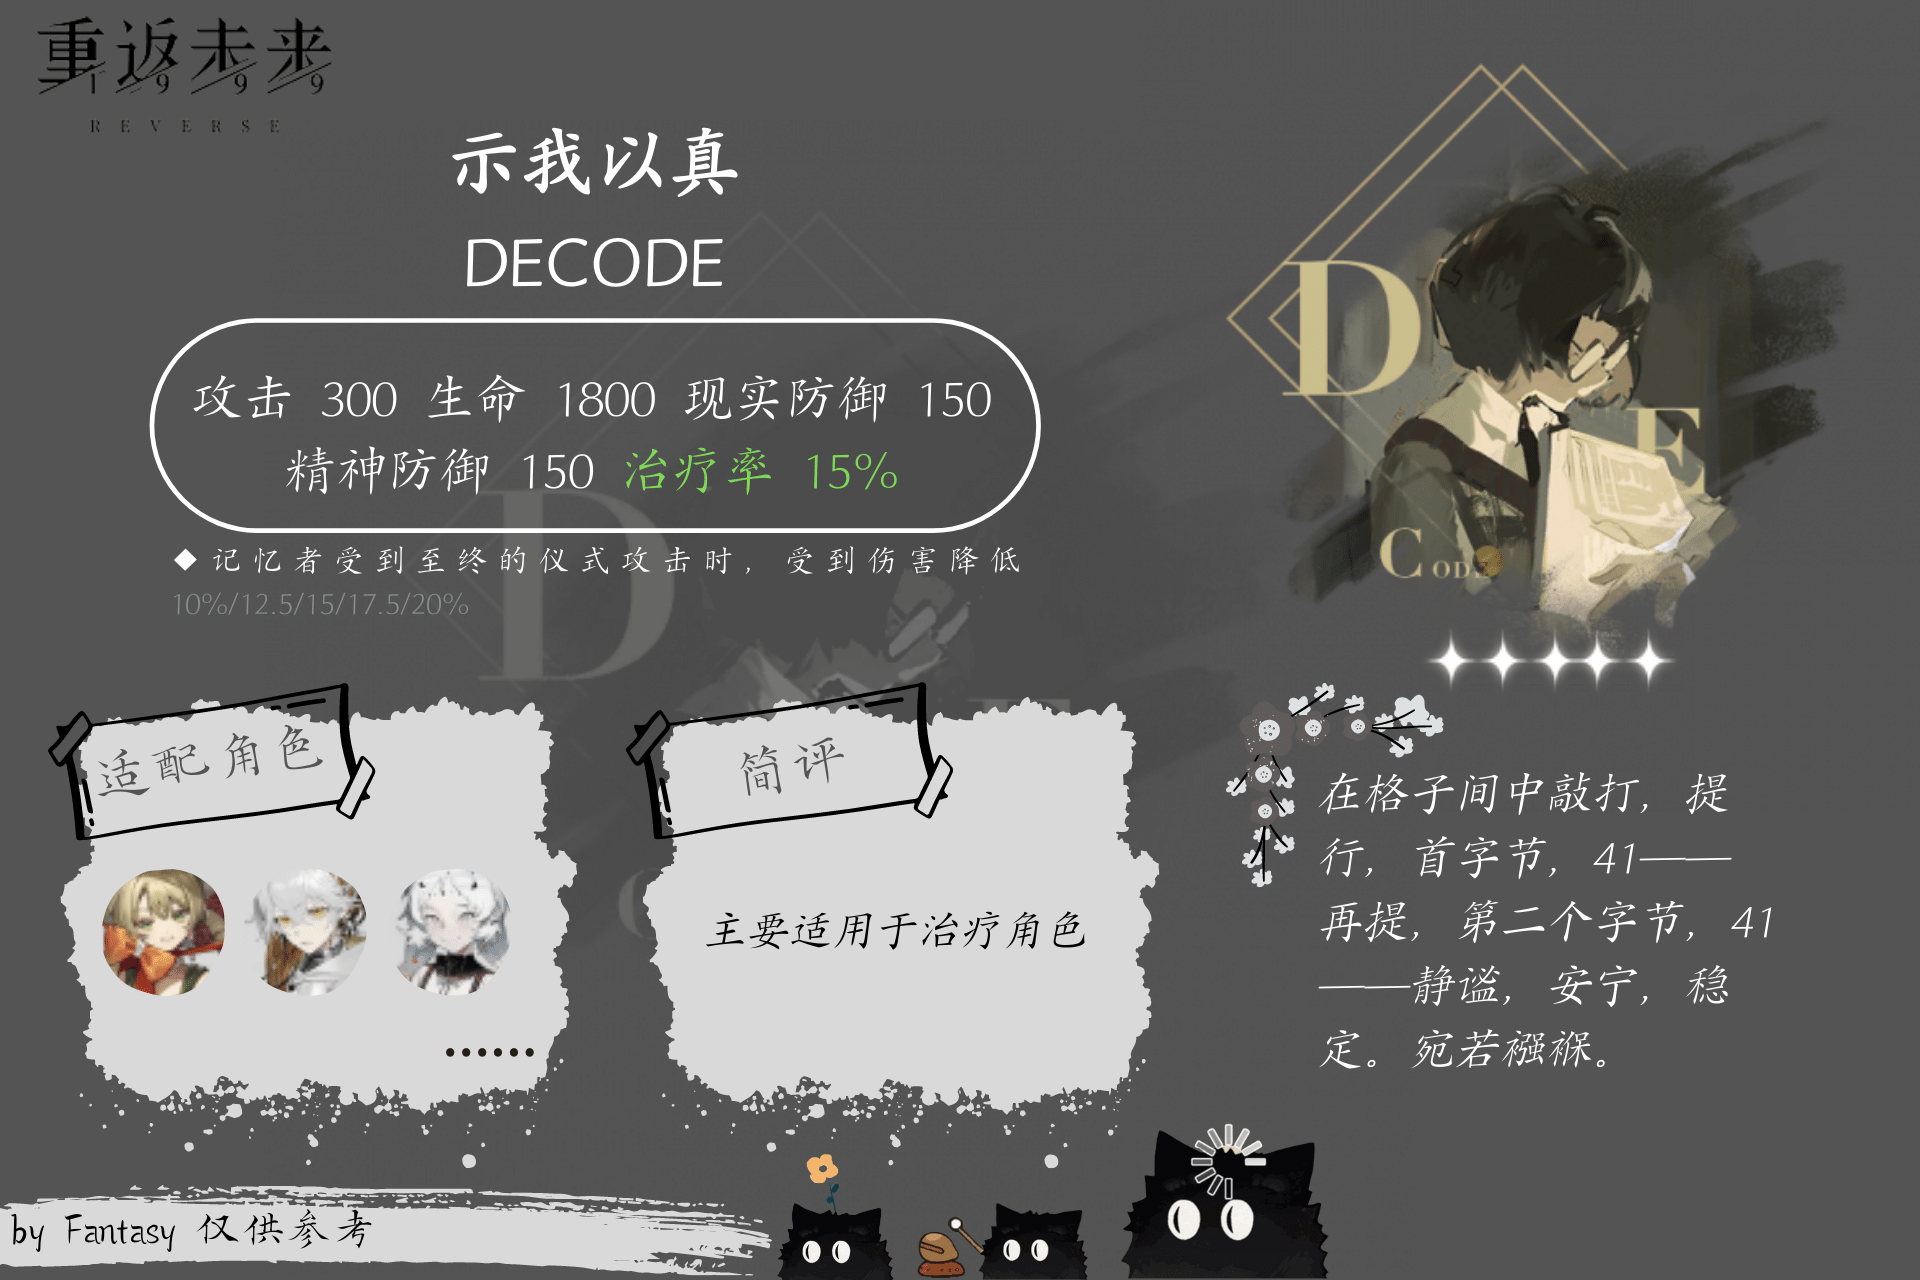 重返未来
1999
REVERSE
示我以真
DECODE
攻击 300 生命 1800 现实防御 150
精神防御 150 治疗率 15%
◆记忆者受到至终的仪式攻击时，受到伤害降低
10%/12.5/15/17.5/20%
D
E
CODE
适配角色
......
简评
主要适用于治疗角色
在格子间中敲打，提
行，首字节，41——
再提，第二个字节，41
——静谧，安宁，稳
定。宛若襁褓。
by Fantasy 仅供参考